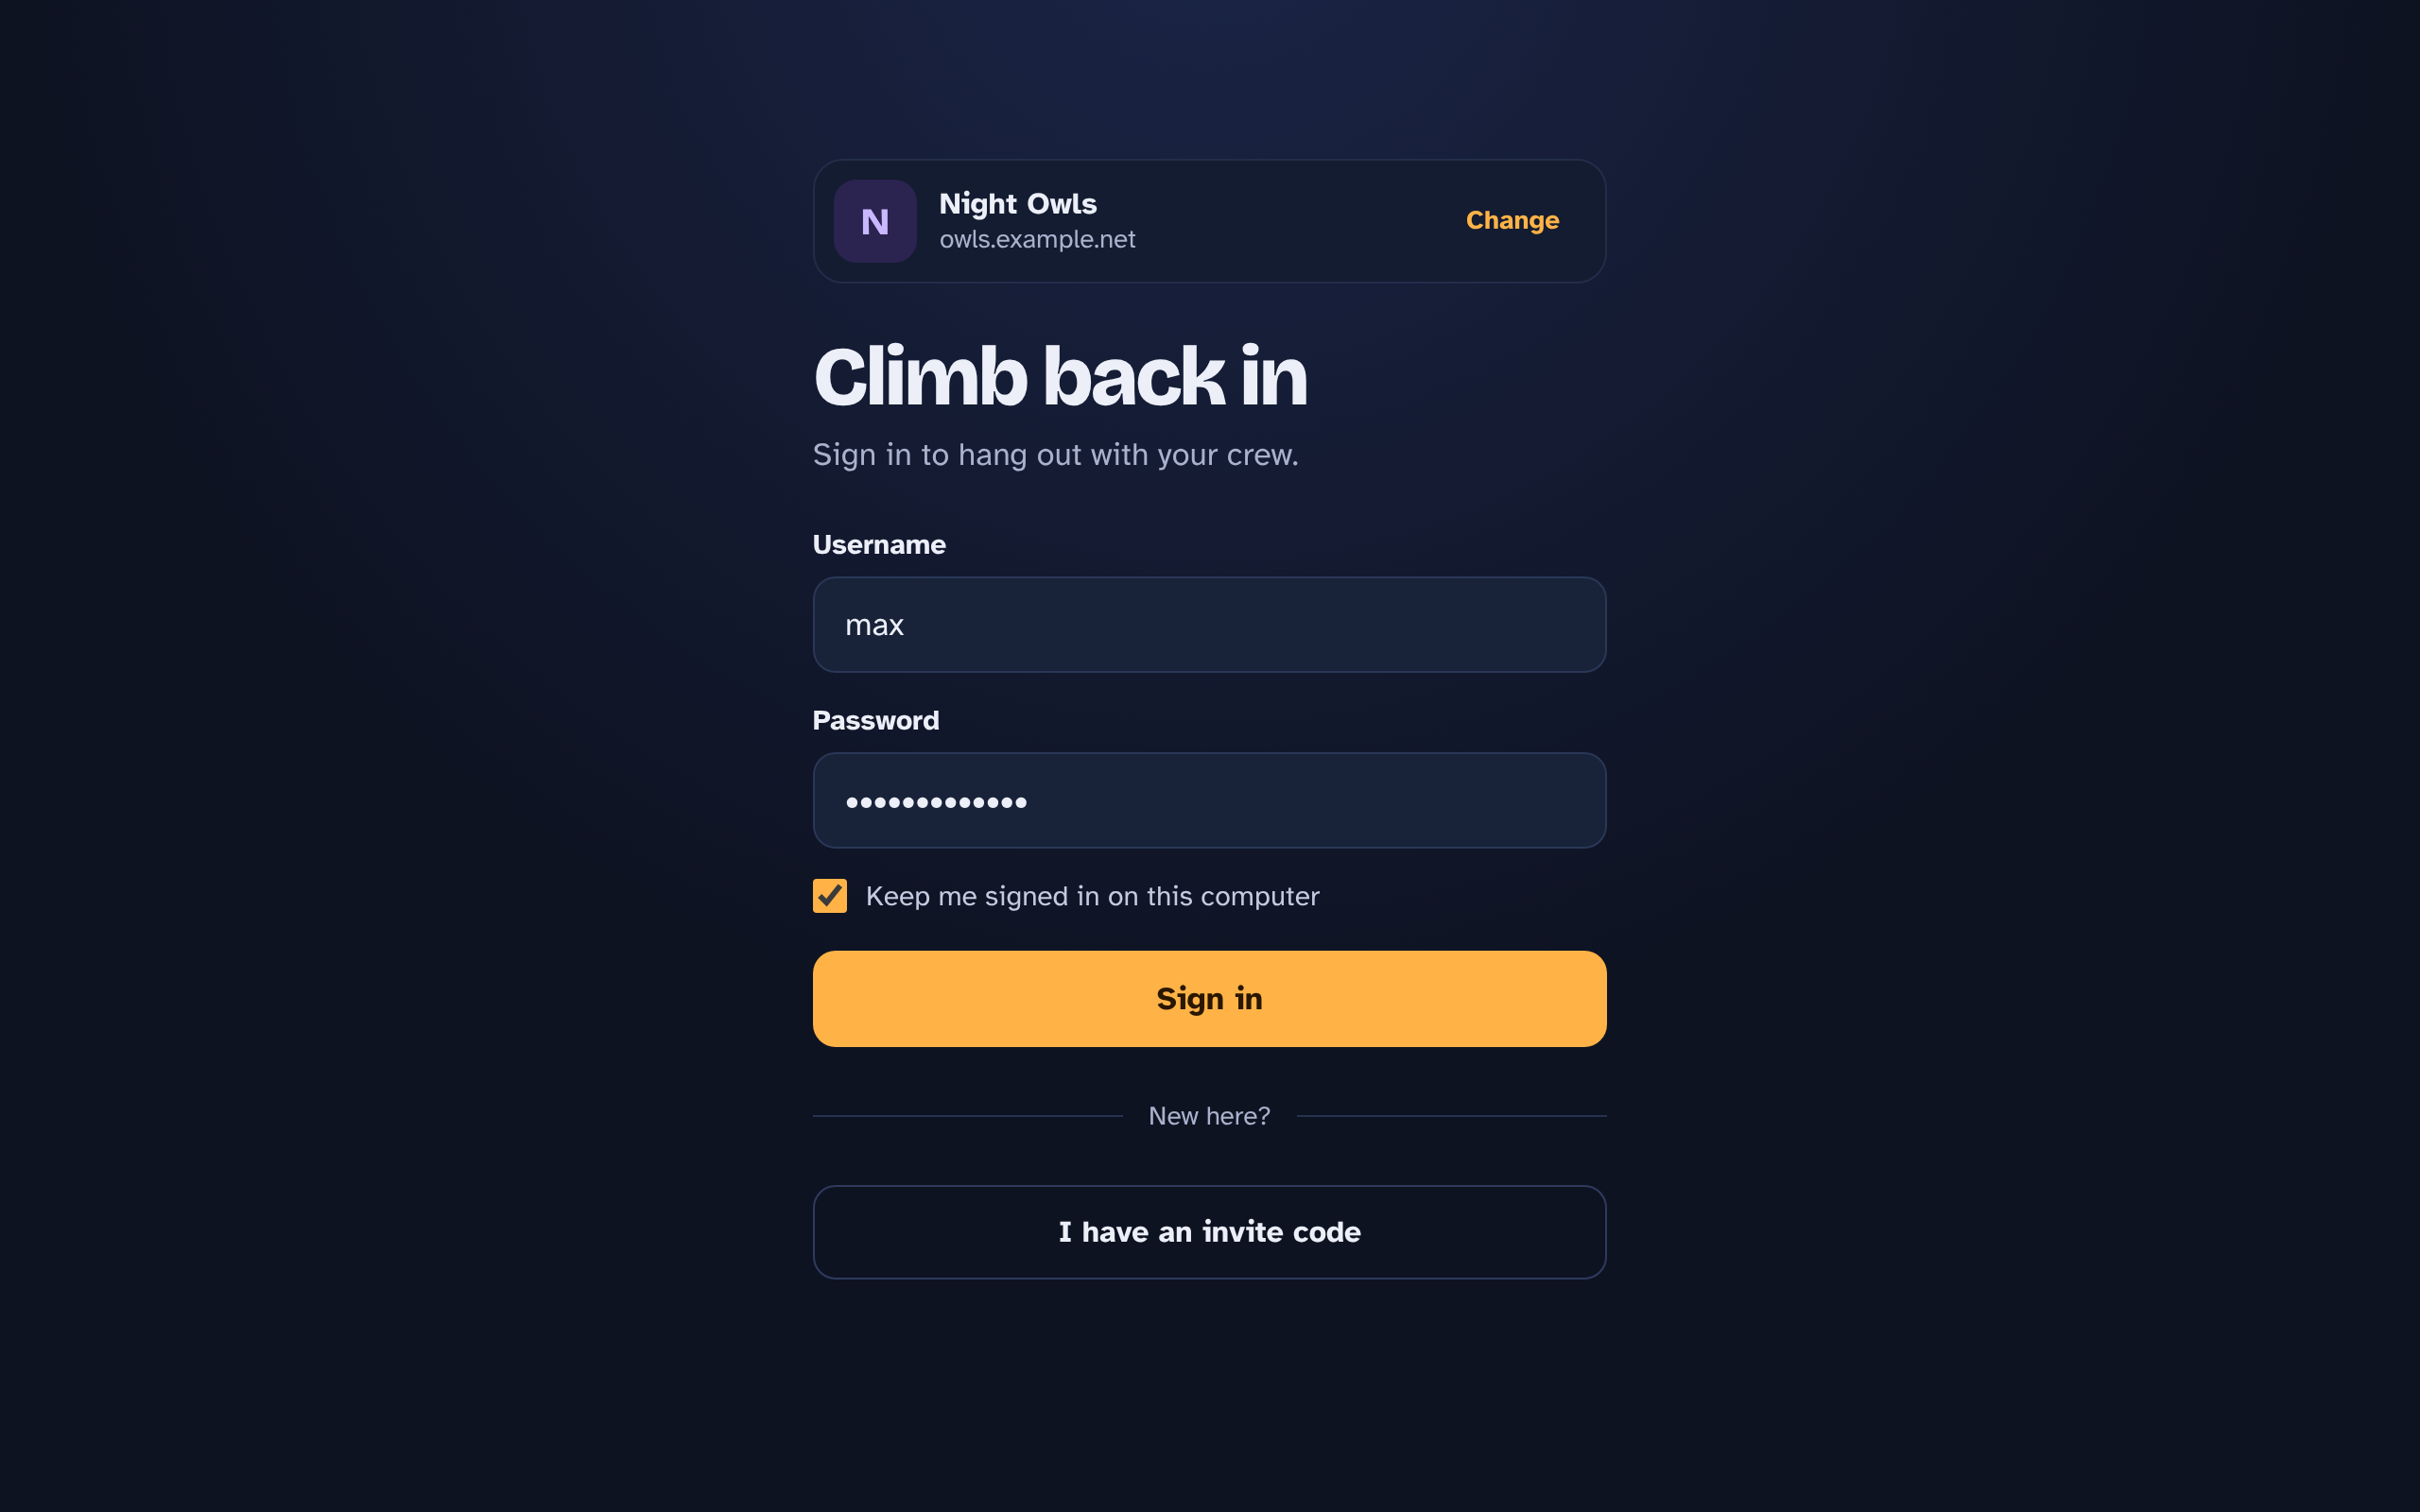 N
Night Owls
owls.example.net
Change
Climb back in
Sign in to hang out with your crew.
Username
max
Password
•••••••••••••
Keep me signed in on this computer
Sign in
New here?
I have an invite code